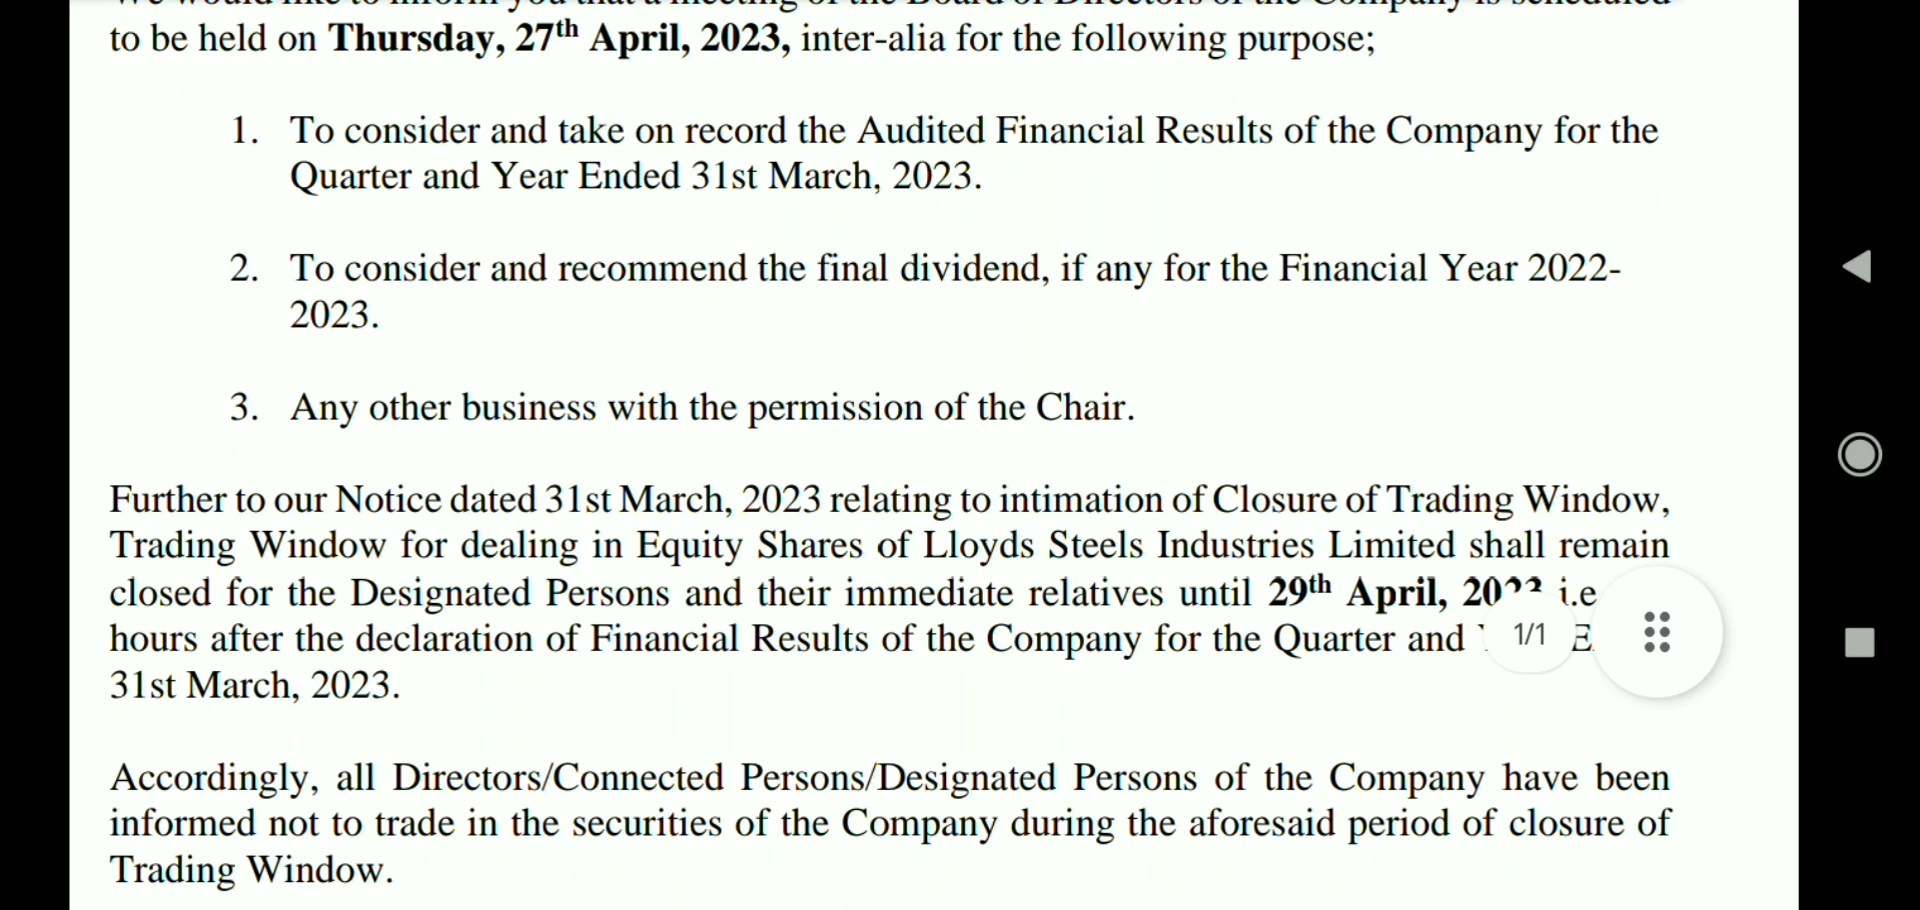 to be held on Thursday, 27th April, 2023, inter-alia for the following purpose;
1. To consider and take on record the Audited Financial Results of the Company for the
Quarter and Year Ended 31st March, 2023.
2. To consider and recommend the final dividend, if any for the Financial Year 2022-
2023.
3. Any other business with the permission of the Chair.
Further to our Notice dated 31st March, 2023 relating to intimation of Closure of Trading Window,
Trading Window for dealing in Equity Shares of Lloyds Steels Industries Limited shall remain
closed for the Designated Persons and their immediate relatives until 29th April, i.e
hours after the declaration of Financial Results of the Company for the Quarter and
1/1
31st March, 2023.
Accordingly, all Directors/Connected Persons/Designated Persons of the Company have been
informed not to trade in the securities of the Company during the aforesaid period of closure of
Trading Window.